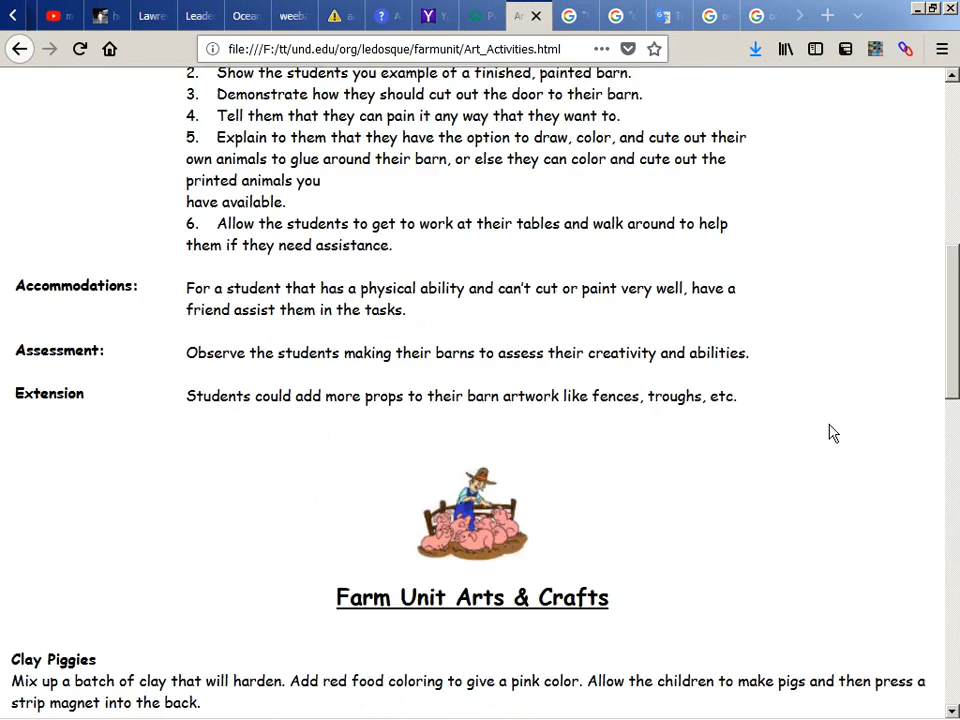 Lawre
Leade
Ocea
weeb
A
Y
P
Ar
file:///F:/tt/und.edu/org/ledosque/farmunit/Art_Activities.html
2. Show the students you example of a finished, painted barn.
3. Demonstrate how they should cut out the door to their barn.
4. Tell them that they can pain it any way that they want to.
5. Explain to them that they have the option to draw, color, and cute out their
own animals to glue around their barn, or else they can color and cute out the
printed animals you
have available.
6. Allow the students to get to work at their tables and walk around to help
them if they need assistance.
Accommodations: For a student that has a physical ability and can't cut or paint very well, have a
friend assist them in the tasks.
Assessment: Observe the students making their barns to assess their creativity and abilities.
Extension Students could add more props to their barn artwork like fences, troughs, etc.
Farm Unit Arts & Crafts
Clay Piggies
Mix up a batch of clay that will harden. Add red food coloring to give a pink color. Allow the children to make pigs and then press a
strip magnet into the back.